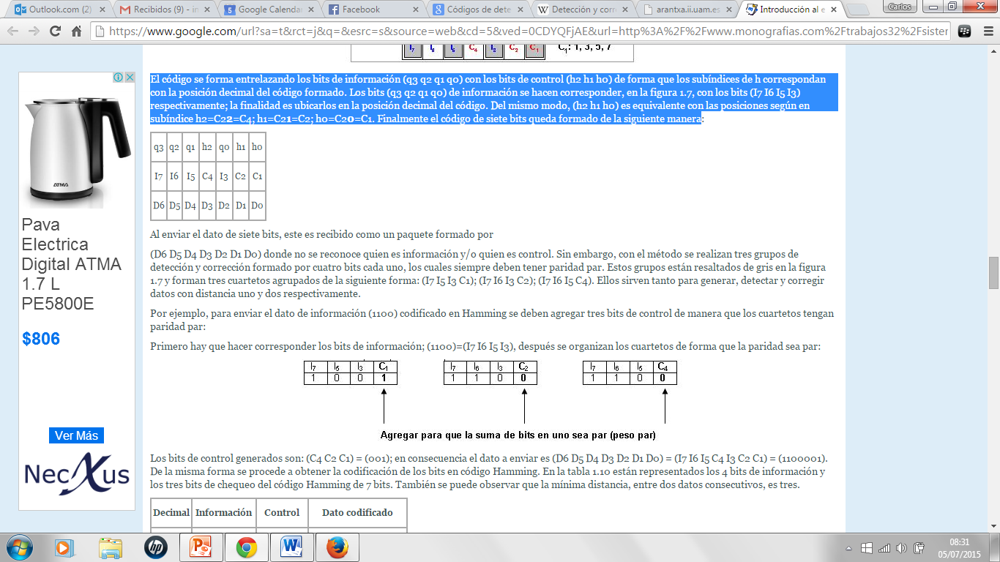 Outlook.com (2)
Recibidos (9) - in
Google Calendar
Facebook
Códigos de dete
Detección y corr
arantxa.ii.uam.es
Introducción al e
Carlos
https://www.google.com/url?sa=t&rct=j&q=&esrc=s&source=web&cd=5&ved=0CDYQFjAE&url=http%3A%2F%2Fwww.monografias.com%2Ftrabajos32%2Fsister
I7 I6 I5 C4 I3 C2 C1 C1: 1, 3, 5, 7
El código se forma entrelazando los bits de información (q3 q2 q1 q0) con los bits de control (h2 h1 h0) de forma que los subíndices de h correspondan
con la posición decimal del código formado. Los bits (q3 q2 q1 q0) de información se hacen corresponder, en la figura 1.7, con los bits (I7 I6 I5 I3)
respectivamente; la finalidad es ubicarlos en la posición decimal del código. Del mismo modo, (h2 h1 h0) es equivalente con las posiciones según en
subíndice h2=C22=C4; h1=C21=C2; h0=C20=C1. Finalmente el código de siete bits queda formado de la siguiente manera:
q3 q2 q1 h2 q0 h1 h0
I7 I6 I5 C4 I3 C2 C1
D6 D5 D4 D3 D2 D1 D0
Al enviar el dato de siete bits, este es recibido como un paquete formado por
(D6 D5 D4 D3 D2 D1 D0) donde no se reconoce quien es información y/o quien es control. Sin embargo, con el método se realizan tres grupos de
detección y corrección formado por cuatro bits cada uno, los cuales siempre deben tener paridad par. Estos grupos están resaltados de gris en la figura
1.7 y forman tres cuartetos agrupados de la siguiente forma: (I7 I5 I3 C1); (I7 I6 I3 C2); (I7 I6 I5 C4). Ellos sirven tanto para generar, detectar y corregir
datos con distancia uno y dos respectivamente.
Por ejemplo, para enviar el dato de información (1100) codificado en Hamming se deben agregar tres bits de control de manera que los cuartetos tengan
paridad par:
Primero hay que hacer corresponder los bits de información; (1100)=(I7 I6 I5 I3), después se organizan los cuartetos de forma que la paridad sea par:
I7 I5 I3 C1
1 0 0 1
I7 I6 I3 C2
1 1 0 0
I7 I6 I5 C4
1 1 0 0
Agregar para que la suma de bits en uno sea par (peso par)
Los bits de control generados son: (C4 C2 C1) = (001); en consecuencia el dato a enviar es (D6 D5 D4 D3 D2 D1 D0) = (I7 I6 I5 C4 I3 C2 C1) = (1100001).
De la misma forma se procede a obtener la codificación de los bits en código Hamming. En la tabla 1.10 están representados los 4 bits de información y
los tres bits de chequeo del código Hamming de 7 bits. También se puede observar que la mínima distancia, entre dos datos consecutivos, es tres.
Decimal Información Control Dato codificado
ATMA
Pava
Electrica
Digital ATMA
1.7 L
PE5800E
$806
Ver Más
NecXus
hp
08:31
05/07/2015